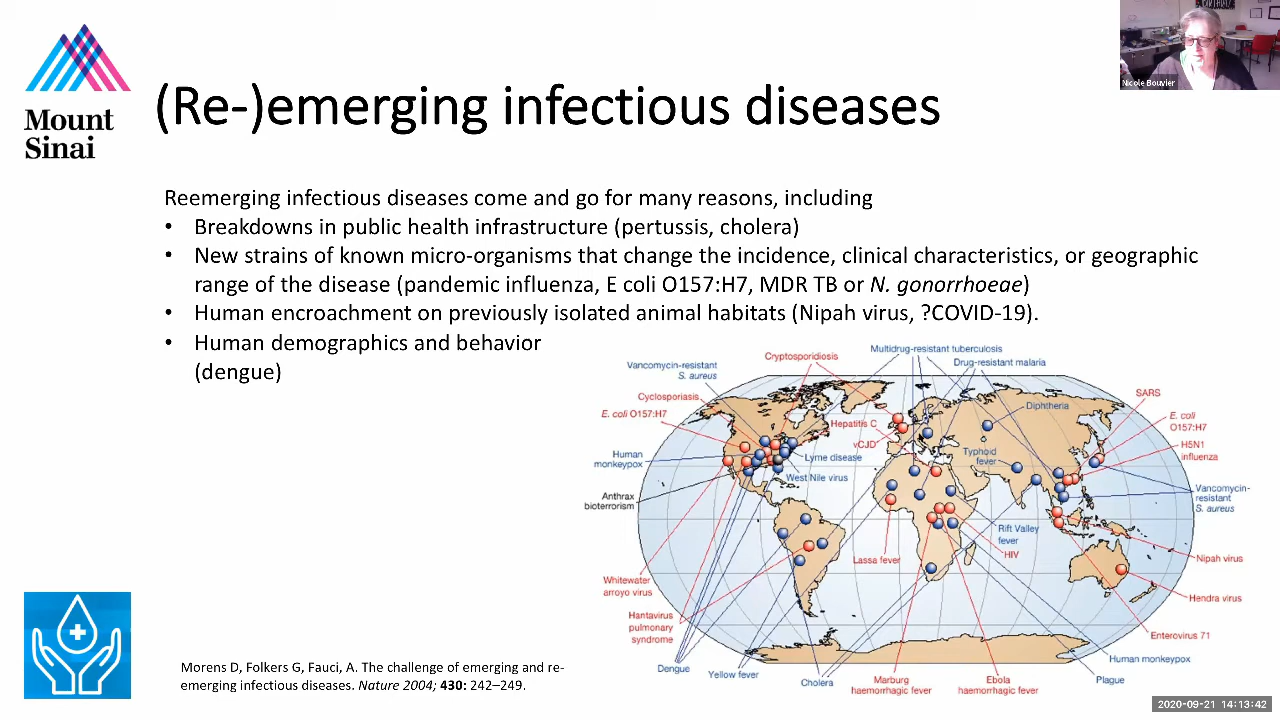 Mount
Sinai
(Re-)emerging infectious diseases
Nicole Bouvier
Reemerging infectious diseases come and go for many reasons, including
• Breakdowns in public health infrastructure (pertussis, cholera)
• New strains of known micro-organisms that change the incidence, clinical characteristics, or geographic
range of the disease (pandemic influenza, E coli O157:H7, MDR TB or N. gonorrhoeae)
• Human encroachment on previously isolated animal habitats (Nipah virus, ?COVID-19).
• Human demographics and behavior
(dengue)
Multidrug-resistant tuberculosis
Cryptosporidiosis
Drug-resistant malaria
Vancomycin-resistant
S. aureus
Cyclosporiasis
E. coli O157:H7
Human
monkeypox
Anthrax
bioterrorism
Hepatitis C
vCJD
Lyme disease
West Nile virus
Diphtheria
Typhoid
fever
SARS
E. coli
O157:H7
H5N1
influenza
Vancomycin-
resistant
S. aureus
Rift Valley
fever
HIV
Lassa fever
Nipah virus
Hendra virus
Enterovirus 71
Whitewater
arroyo virus
Hantavirus
pulmonary
syndrome
Dengue
Yellow fever
Cholera
Marburg
haemorrhagic fever
Ebola
haemorrhagic fever
Plague
Human monkeypox
Morens D, Folkers G, Fauci, A. The challenge of emerging and re-
emerging infectious diseases. Nature 2004; 430: 242–249.
2020-09-21 14:13:42